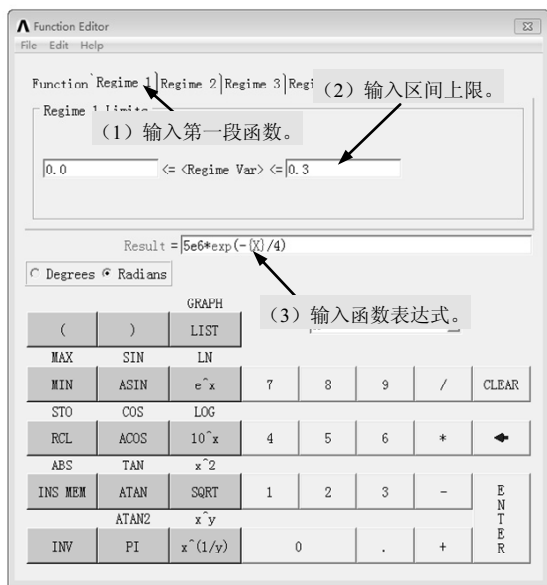 Function Editor
File Edit Help
Function Regime 1 Regime 2 Regime 3 Regi
(2)输入区间上限。
Regime 1 Limits
(1)输入第一段函数。
0.0 <= <Regime Var> <= 0.3
Result = 5e6*exp(-{X}/4)
Degrees Radians
(3)输入函数表达式。
GRAPH
( ) LIST
MAX SIN LN
MIN ASIN e^x 7 8 9 / CLEAR
STO COS LOG
RCL ACOS 10^x 4 5 6 *
ABS TAN x^2
INS MEM ATAN SQRT 1 2 3 - ENTER
ATAN2 x^y
INV PI x^(1/y) 0 . +